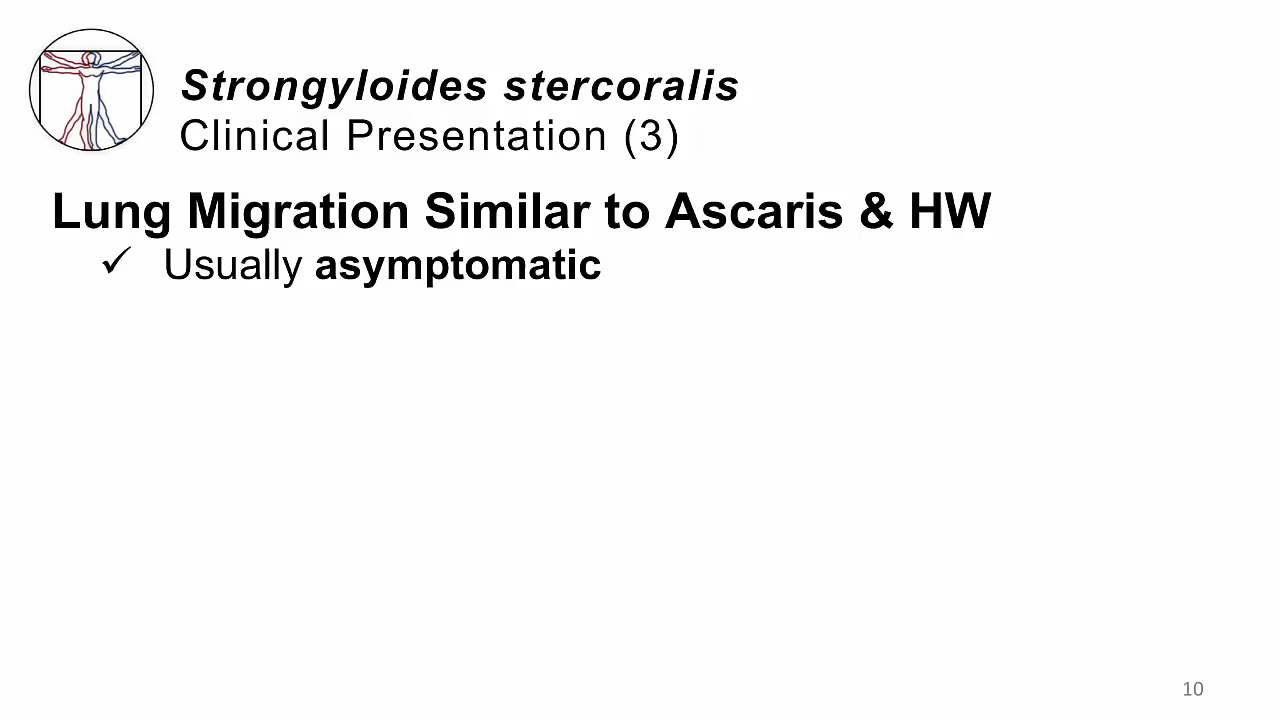 Strongyloides stercoralis
Clinical Presentation (3)
Lung Migration Similar to Ascaris & HW
✓ Usually asymptomatic
10